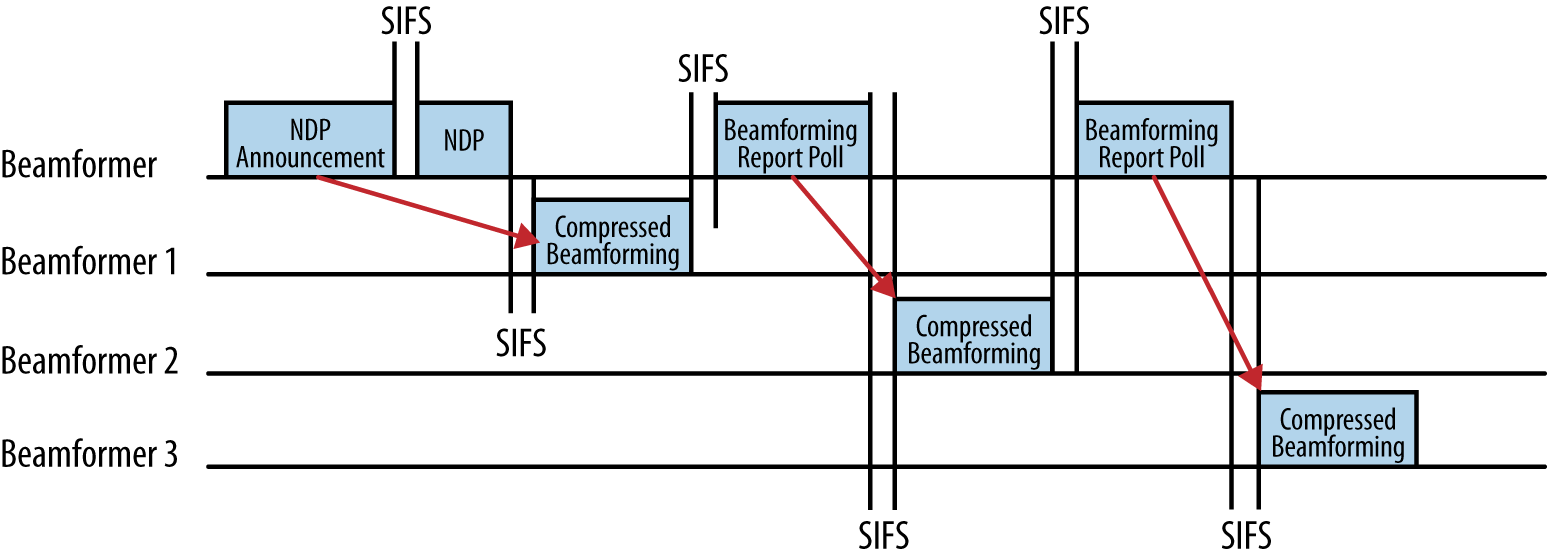 SIFS
SIFS
SIFS
NDP
Announcement
NDP
Beamforming
Report Poll
Beamforming
Report Poll
Beamformer
Compressed
Beamforming
Beamformer 1
SIFS
Compressed
Beamforming
Beamformer 2
Compressed
Beamforming
Beamformer 3
SIFS
SIFS